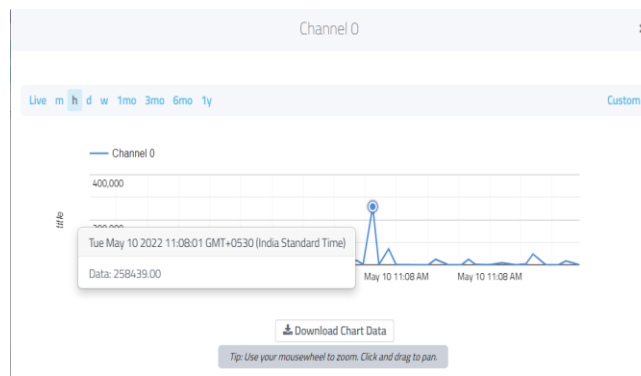 Channel 0
Live m h d w 1mo 3mo 6mo 1y Custom
Channel 0
400,000
title
Tue May 10 2022 11:08:01 GMT+0530 (India Standard Time)
Data: 258439.00
May 10 11:08 AM May 10 11:08 AM
Download Chart Data
Tip: Use your mousewheel to zoom. Click and drag to pan.